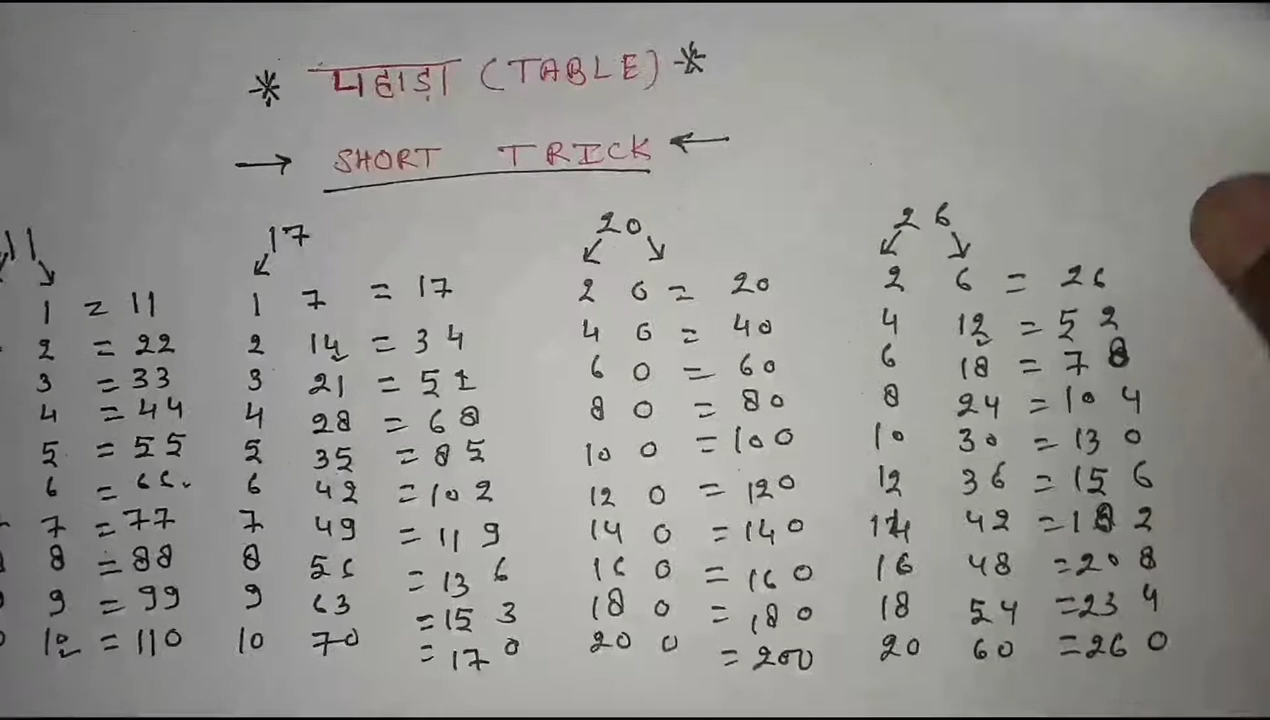 * पहाड़ा (TABLE) *
→ SHORT TRICK ←
11 17 20 26
1 = 11 1 7 = 17 2 0 = 20 2 6 = 26
2 = 22 2 14 = 34 4 0 = 40 4 12 = 52
3 = 33 3 21 = 51 6 0 = 60 6 18 = 78
4 = 44 4 28 = 68 8 0 = 80 8 24 = 104
5 = 55 5 35 = 85 10 0 = 100 10 30 = 130
6 = 66. 6 42 = 102 12 0 = 120 12 36 = 156
7 = 77 7 49 = 119 14 0 = 140 14 42 = 182
8 = 88 8 56 = 136 16 0 = 160 16 48 = 208
9 = 99 9 63 = 153 18 0 = 180 18 54 = 234
10 = 110 10 70 = 170 20 0 = 200 20 60 = 260